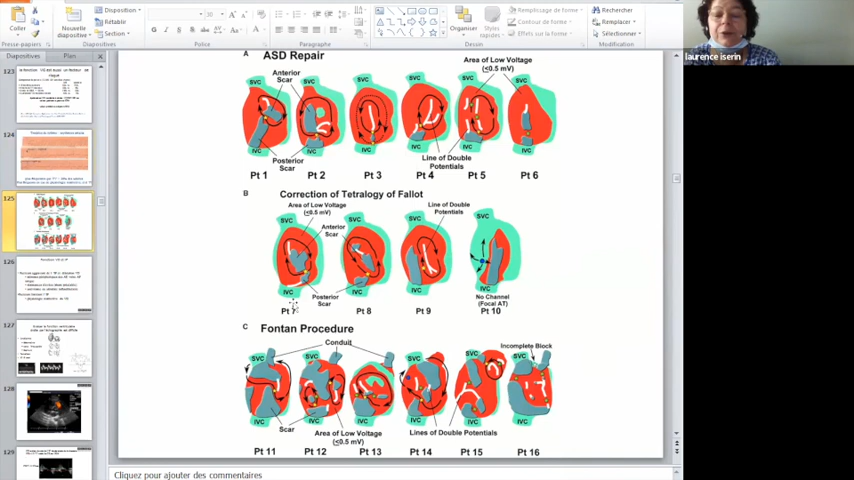 Coller
Nouvelle
diapositive
Disposition
Rétablir
Section
Organiser
Styles
rapides
Remplissage de forme
Contour de forme
Effets sur la forme
Rechercher
Remplacer
Sélectionner
Presse-papiers
Diapositives
Police
Paragraphe
Dessin
Modification
Diapositives
Plan
laurence iserin
123
124
125
126
127
128
129
A ASD Repair
Area of Low Voltage
(<0.5 mV)
Anterior
Scar
SVC
SVC
SVC
SVC
SVC
SVC
IVC
IVC
IVC
IVC
IVC
IVC
Posterior
Scar
Line of Double
Potentials
Pt 1 Pt 2 Pt 3 Pt 4 Pt 5 Pt 6
B Correction of Tetralogy of Fallot
Area of Low Voltage
(≤0.5 mV)
Anterior
Scar
Line of Double
Potentials
SVC
SVC
SVC
SVC
IVC
IVC
IVC
IVC
Posterior
Scar
No Channel
(Focal AT)
Pt 7 Pt 8 Pt 9 Pt 10
C Fontan Procedure
Conduit
Incomplete Block
SVC
SVC
SVC
SVC
SVC
IVC
IVC
IVC
IVC
IVC
IVC
Scar
Area of Low Voltage
(≤0.5 mV)
Lines of Double Potentials
Pt 11 Pt 12 Pt 13 Pt 14 Pt 15 Pt 16
Cliquez pour ajouter des commentaires